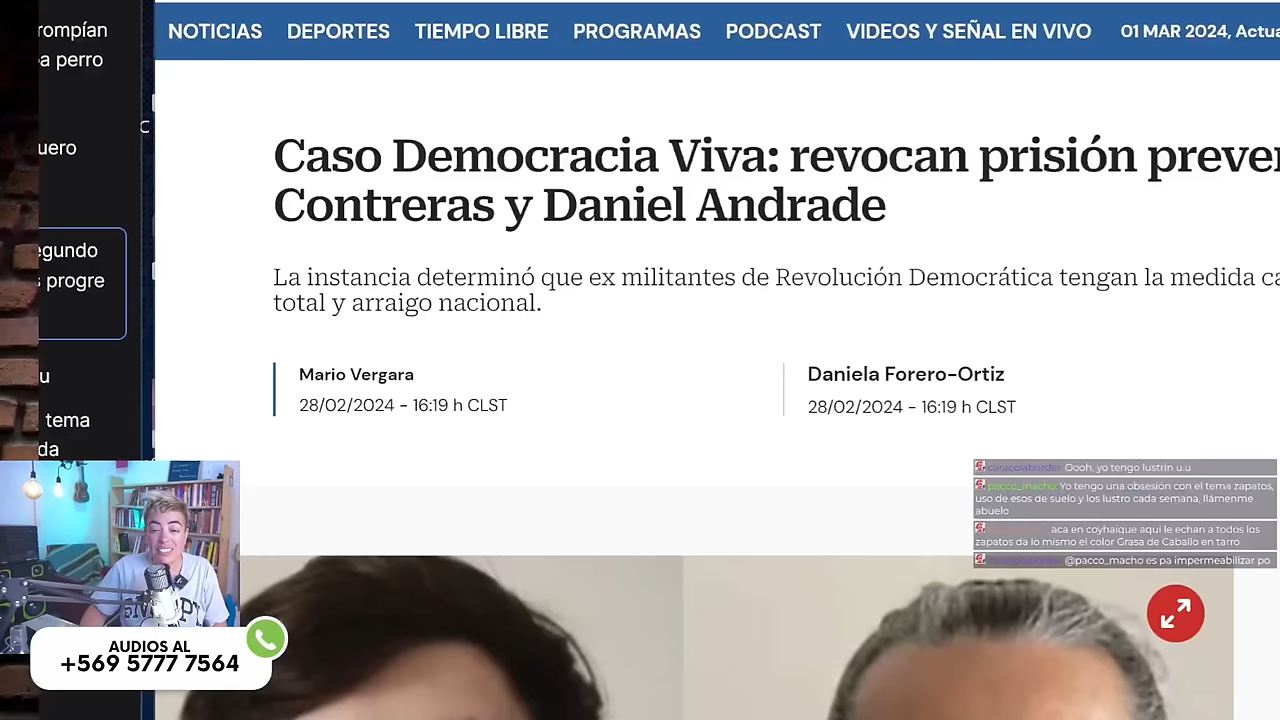 rompían
a perro
uero
egundo
progre
u
tema
da
NOTICIAS DEPORTES TIEMPO LIBRE PROGRAMAS PODCAST VIDEOS Y SEÑAL EN VIVO 01 MAR 2024, Actua
Caso Democracia Viva: revocan prisión preven
Contreras y Daniel Andrade
La instancia determinó que ex militantes de Revolución Democrática tengan la medida ca
total y arraigo nacional.
Mario Vergara
28/02/2024 - 16:19 h CLST
Daniela Forero-Ortiz
28/02/2024 - 16:19 h CLST
caracolaborder: Oooh, yo tengo lustrin u.u
pacco_macho: Yo tengo una obsesión con el tema zapatos,
uso de esos de suelo y los lustro cada semana, llámenme
abuelo
aca en coyhaique aqui le echan a todos los
zapatos da lo mismo el color Grasa de Caballo en tarro
@pacco_macho es pa impermeabilizar po
AUDIOS AL
+569 5777 7564